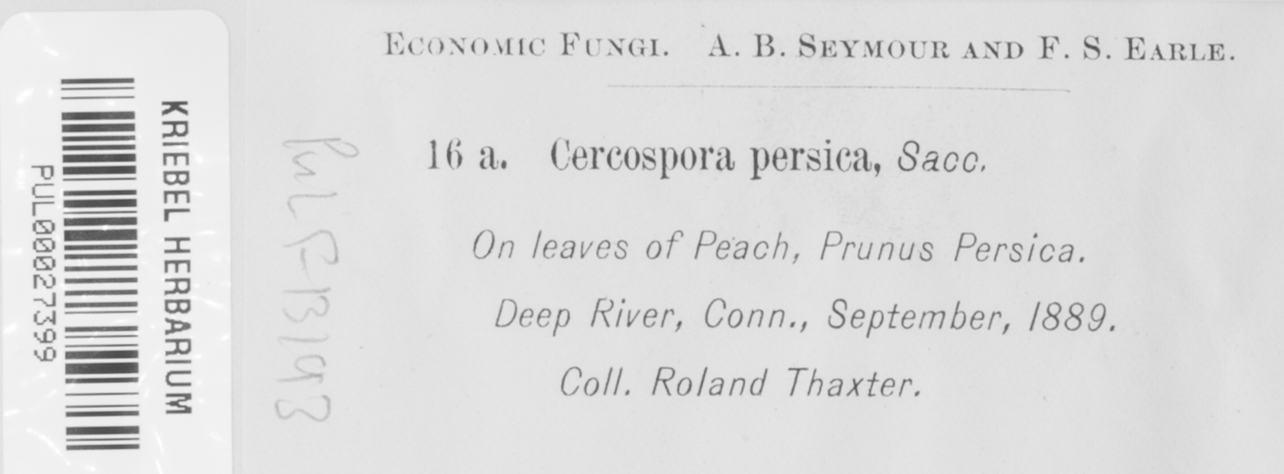 KRIEBEL HERBARIUM
PUL00027399
PUL F-13193
ECONOMIC FUNGI. A. B. SEYMOUR AND F. S. EARLE.
16 a. Cercospora persica, Sacc.
On leaves of Peach, Prunus Persica.
Deep River, Conn., September, 1889.
Coll. Roland Thaxter.